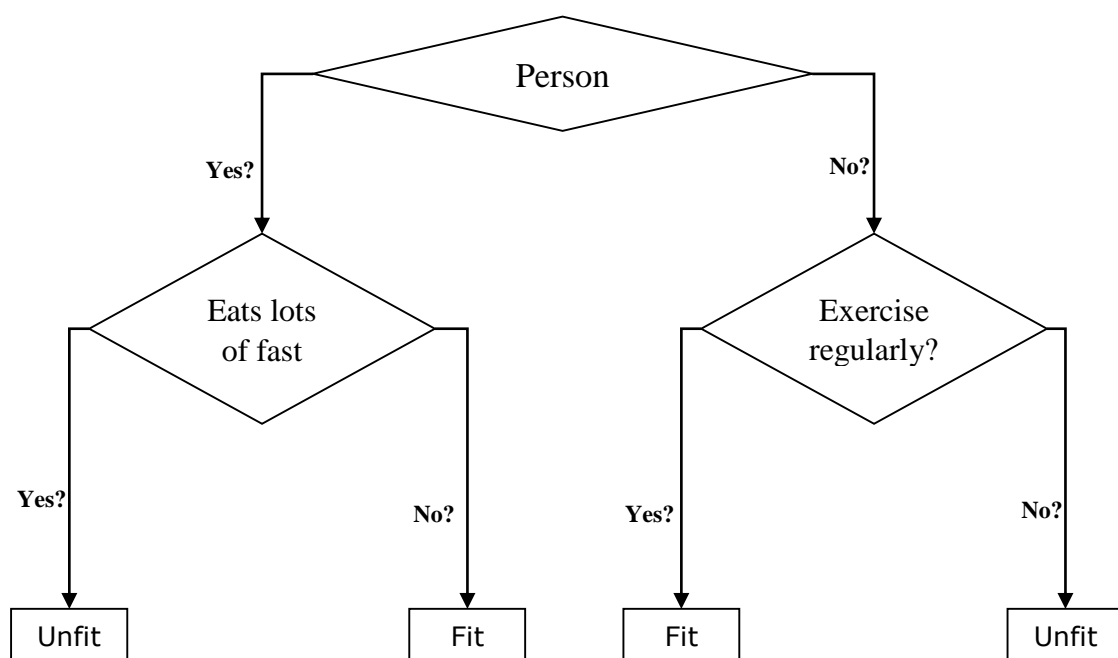 Person
Yes?
No?
Eats lots
of fast
Exercise
regularly?
Yes?
No?
Yes?
No?
Unfit
Fit
Fit
Unfit